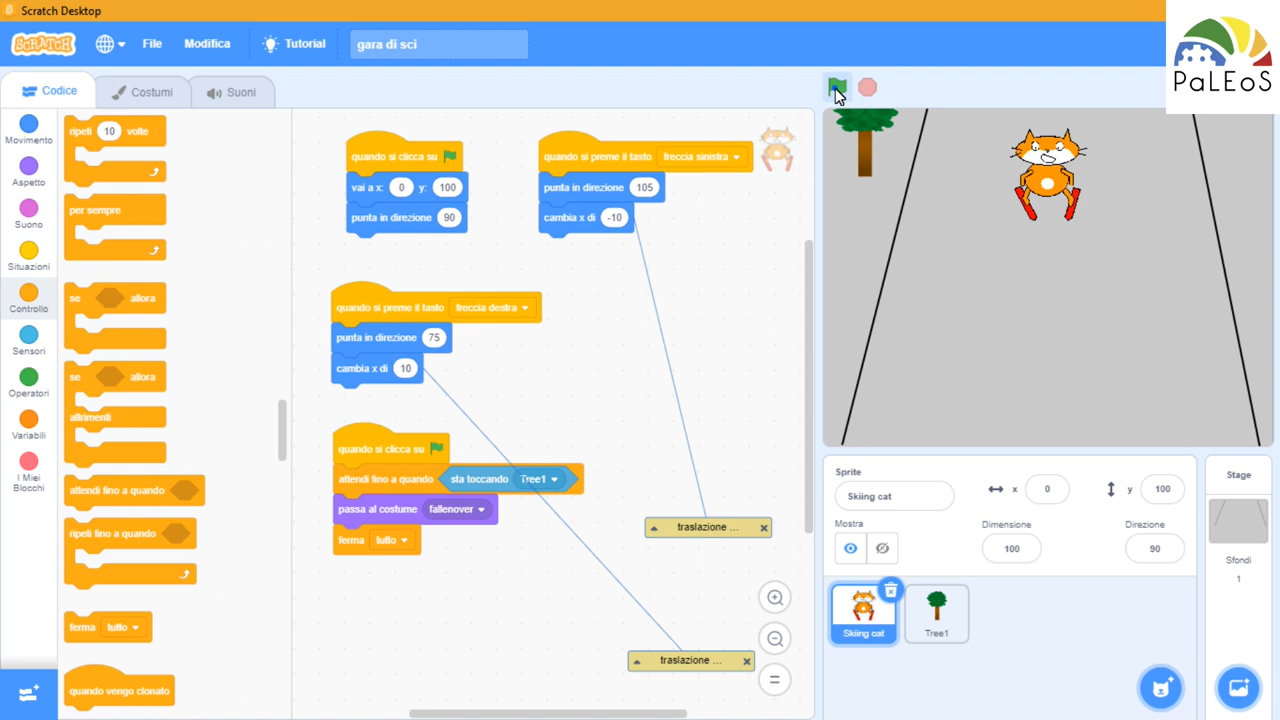 Scratch Desktop
SCRATCH
File
Modifica
Tutorial
gara di sci
PaLEoS
Codice
Costumi
Suoni
Movimento
Aspetto
Suono
Situazioni
Controllo
Sensori
Operatori
Variabili
I Miei
Blocchi
ripeti 10 volte
per sempre
se allora
se allora
altrimenti
attendi fino a quando
ripeti fino a quando
ferma tutto
quando vengo clonato
quando si clicca su
vai a x: 0 y: 100
punta in direzione 90
quando si preme il tasto freccia sinistra
punta in direzione 105
cambia x di -10
quando si preme il tasto freccia destra
punta in direzione 75
cambia x di 10
quando si clicca su
attendi fino a quando sta toccando Tree1
passa al costume fallenover
ferma tutto
traslazione ...
traslazione ...
Sprite
Skiing cat
x 0
y 100
Mostra
Dimensione
100
Direzione
90
Skiing cat
Tree1
Stage
Sfondi
1